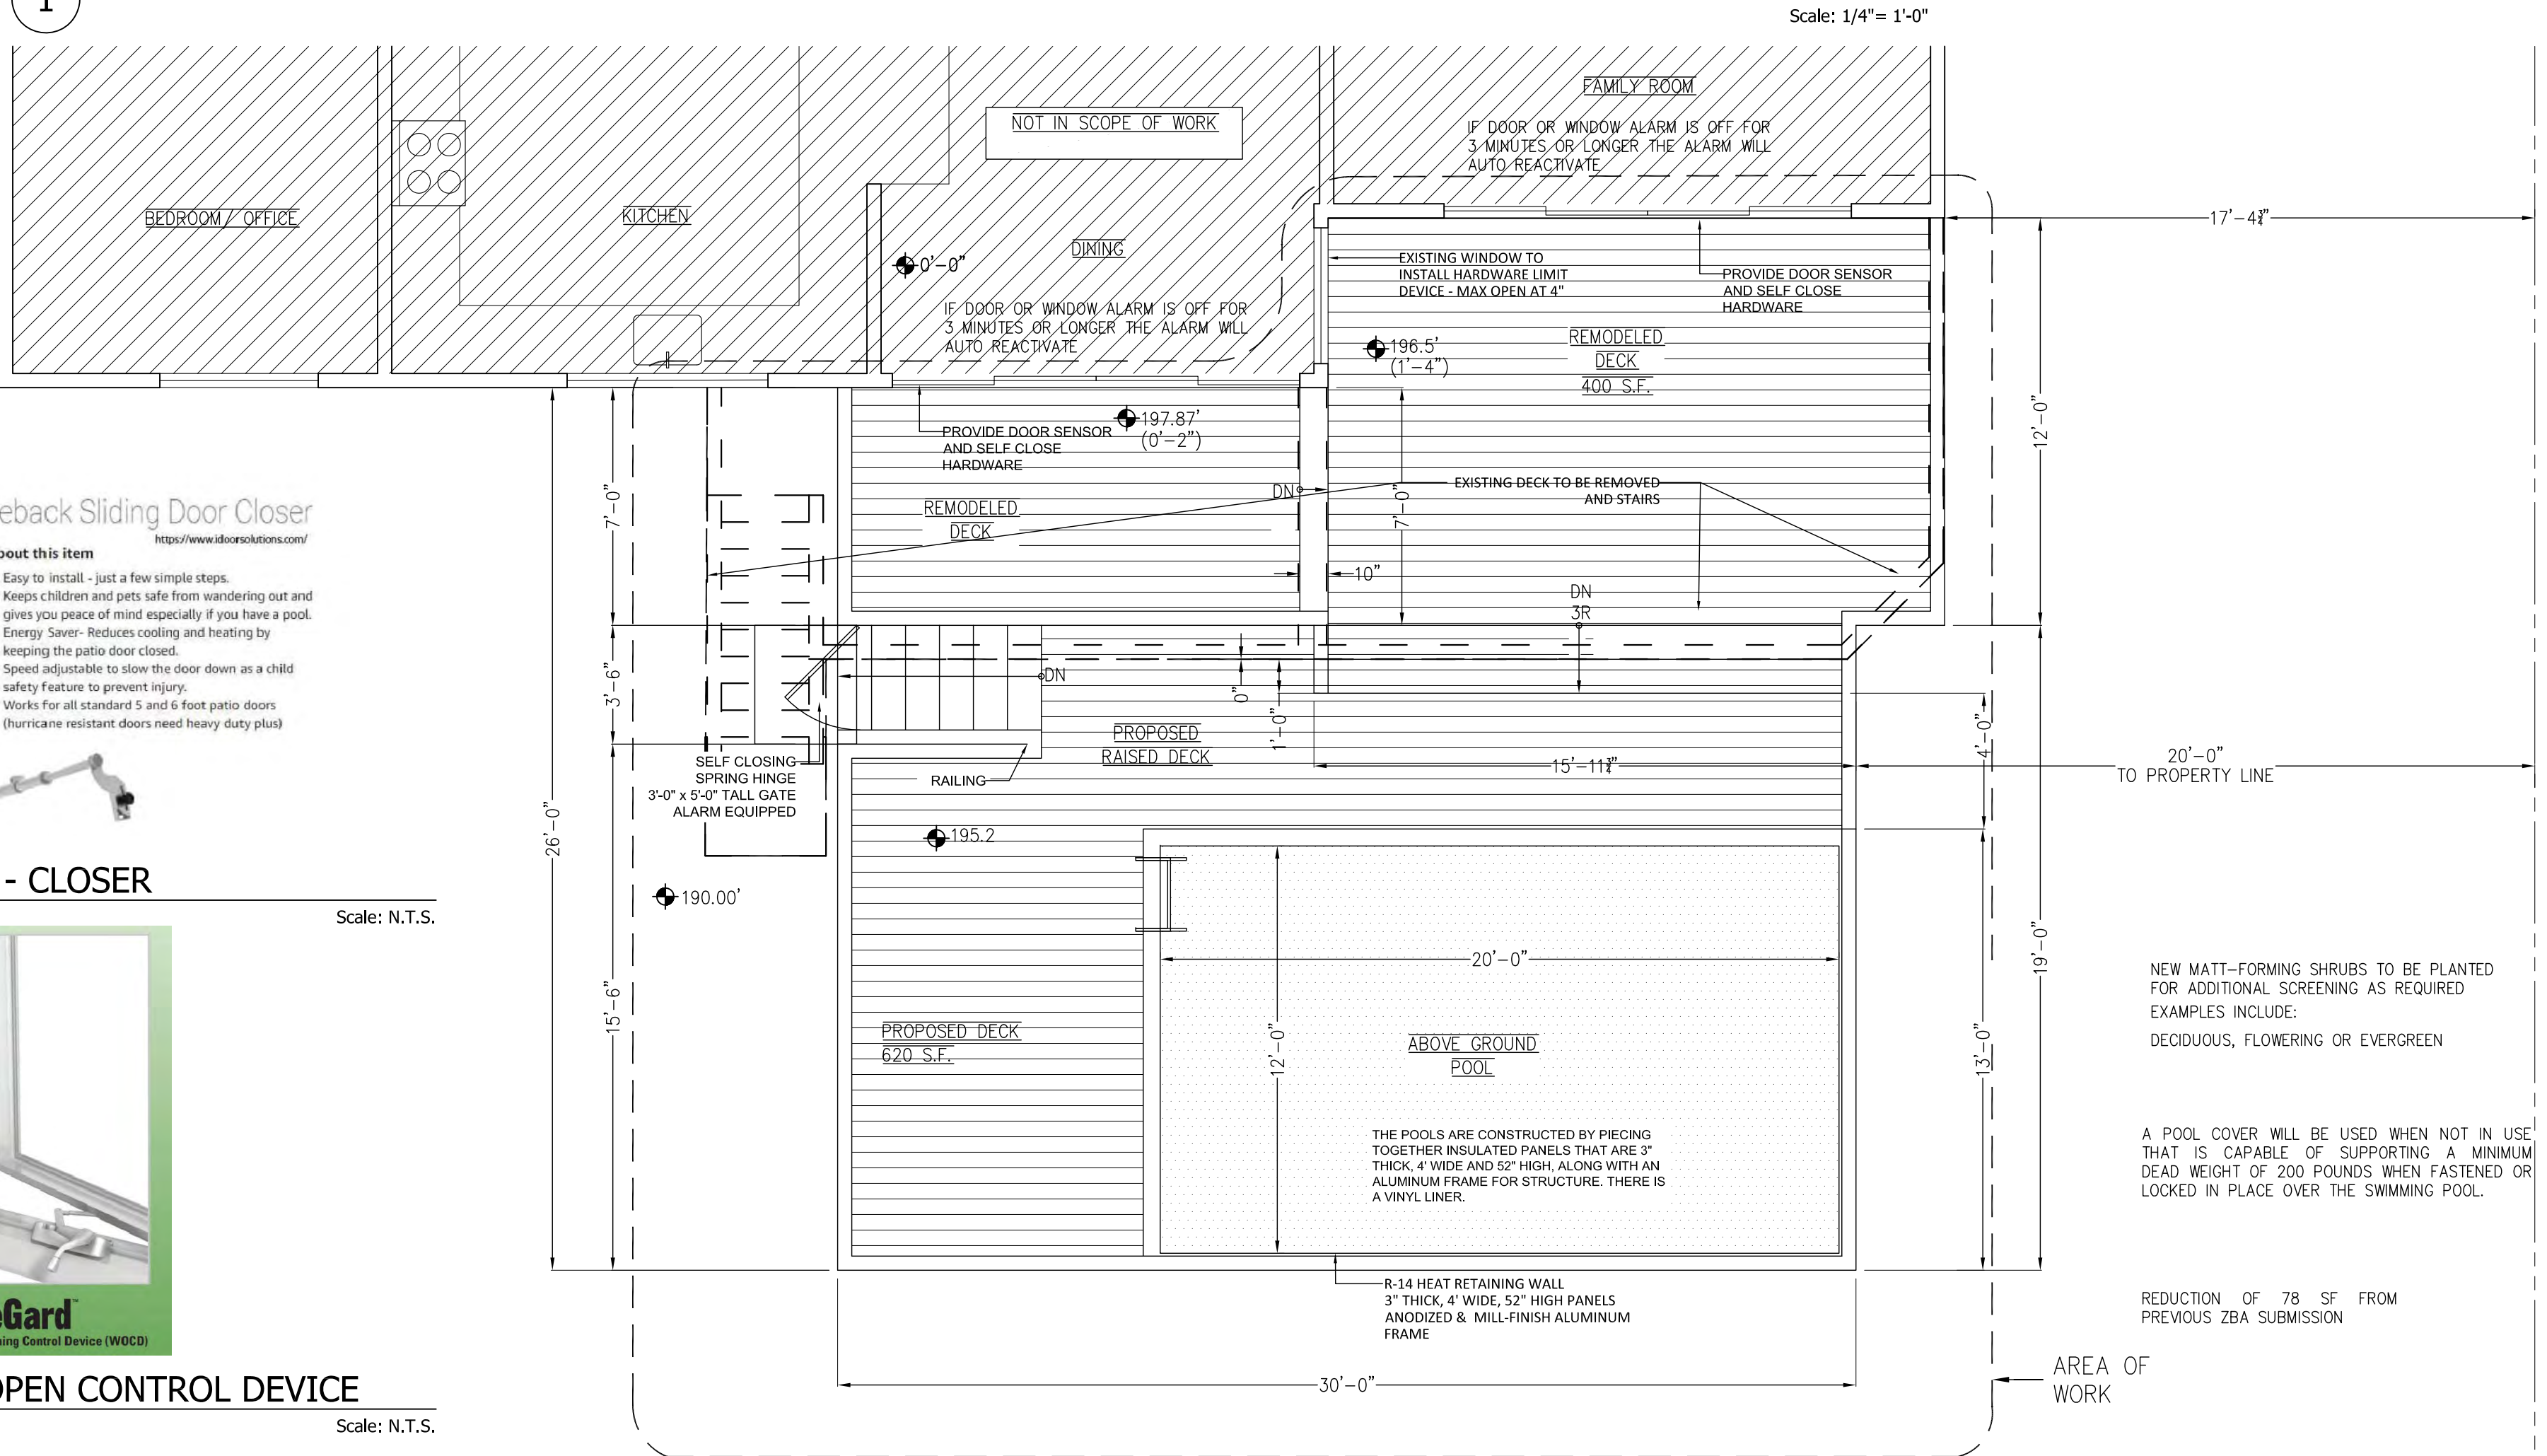 1
Scale: 1/4"= 1'-0"
FAMILY ROOM
NOT IN SCOPE OF WORK
IF DOOR OR WINDOW ALARM IS OFF FOR
3 MINUTES OR LONGER THE ALARM WILL
AUTO REACTIVATE
BEDROOM/ OFFICE
KITCHEN
DINING
0'-0"
IF DOOR OR WINDOW ALARM IS OFF FOR
3 MINUTES OR LONGER THE ALARM WILL
AUTO REACTIVATE
17'-4¾"
EXISTING WINDOW TO
INSTALL HARDWARE LIMIT
DEVICE - MAX OPEN AT 4"
PROVIDE DOOR SENSOR
AND SELF CLOSE
HARDWARE
196.5'
(1'-4")
REMODELED
DECK
400 S.F.
12'-0"
197.87'
(0'-2")
PROVIDE DOOR SENSOR
AND SELF CLOSE
HARDWARE
DN
EXISTING DECK TO BE REMOVED
AND STAIRS
7'-0"
7'-0"
REMODELED
DECK
10"
DN
3R
eback Sliding Door Closer
https://www.idoorsolutions.com/
bout this item
Easy to install - just a few simple steps.
Keeps children and pets safe from wandering out and
gives you peace of mind especially if you have a pool.
Energy Saver- Reduces cooling and heating by
keeping the patio door closed.
Speed adjustable to slow the door down as a child
safety feature to prevent injury.
Works for all standard 5 and 6 foot patio doors
(hurricane resistant doors need heavy duty plus)
- CLOSER
Scale: N.T.S.
3'-6"
DN
0"
1'-0"
PROPOSED
RAISED DECK
4'-0"
15'-11¾"
20'-0"
TO PROPERTY LINE
SELF CLOSING
SPRING HINGE
3'-0" x 5'-0" TALL GATE
ALARM EQUIPPED
RAILING
26'-0"
195.2
190.00'
15'-6"
20'-0"
12'-0"
19'-0"
13'-0"
PROPOSED DECK
620 S.F.
ABOVE GROUND
POOL
THE POOLS ARE CONSTRUCTED BY PIECING
TOGETHER INSULATED PANELS THAT ARE 3"
THICK, 4' WIDE AND 52" HIGH, ALONG WITH AN
ALUMINUM FRAME FOR STRUCTURE. THERE IS
A VINYL LINER.
NEW MATT-FORMING SHRUBS TO BE PLANTED
FOR ADDITIONAL SCREENING AS REQUIRED
EXAMPLES INCLUDE:
DECIDUOUS, FLOWERING OR EVERGREEN
A POOL COVER WILL BE USED WHEN NOT IN USE
THAT IS CAPABLE OF SUPPORTING A MINIMUM
DEAD WEIGHT OF 200 POUNDS WHEN FASTENED OR
LOCKED IN PLACE OVER THE SWIMMING POOL.
R-14 HEAT RETAINING WALL
3" THICK, 4' WIDE, 52" HIGH PANELS
ANODIZED & MILL-FINISH ALUMINUM
FRAME
REDUCTION OF 78 SF FROM
PREVIOUS ZBA SUBMISSION
30'-0"
AREA OF
WORK
eGard™
ning Control Device (WOCD)
OPEN CONTROL DEVICE
Scale: N.T.S.